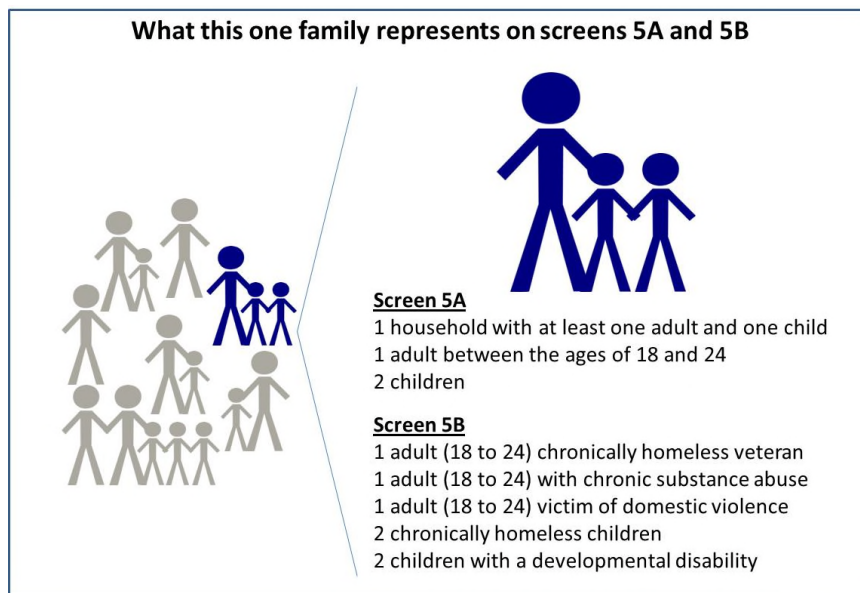 What this one family represents on screens 5A and 5B
Screen 5A
1 household with at least one adult and one child
1 adult between the ages of 18 and 24
2 children
Screen 5B
1 adult (18 to 24) chronically homeless veteran
1 adult (18 to 24) with chronic substance abuse
1 adult (18 to 24) victim of domestic violence
2 chronically homeless children
2 children with a developmental disability